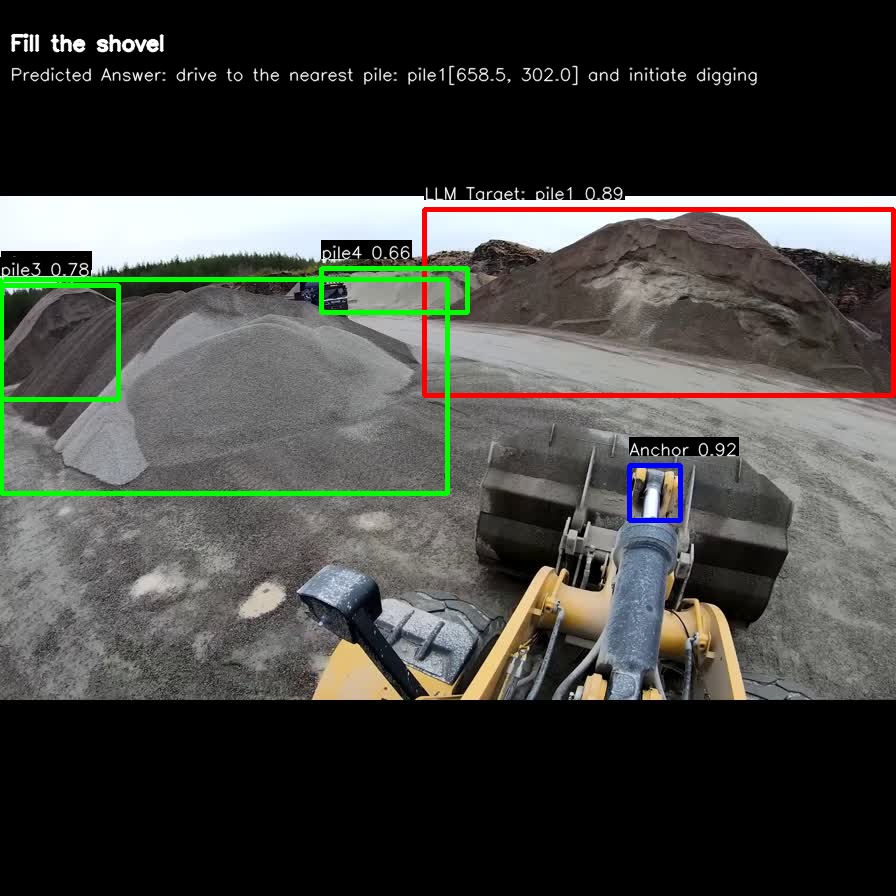 Fill the shovel
Predicted Answer: drive to the nearest pile: pile1[658.5, 302.0] and initiate digging
LLM Target: pile1 0.89
pile4 0.66
pile3 0.78
Anchor 0.92